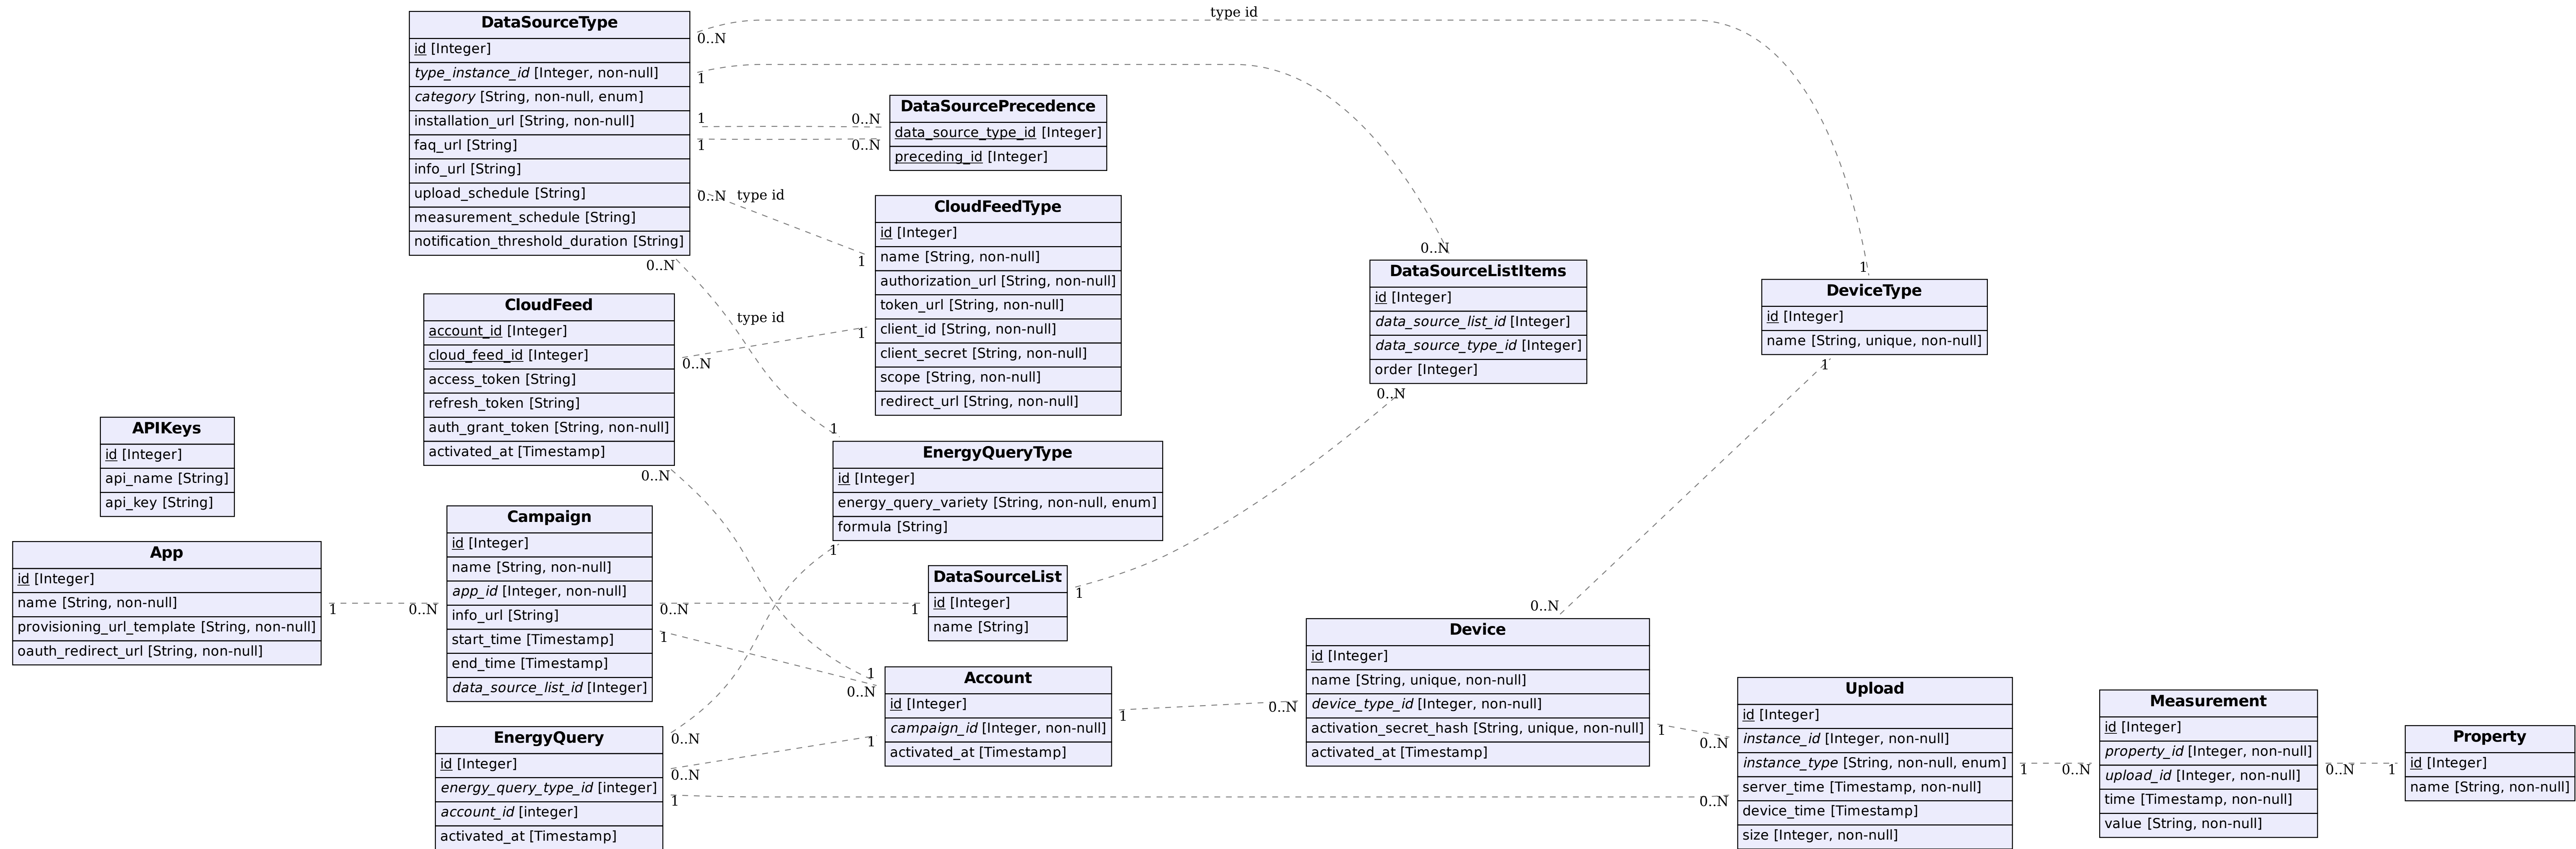 DataSourceType
id [Integer]
type_instance_id [Integer, non-null]
category [String, non-null, enum]
installation_url [String, non-null]
faq_url [String]
info_url [String]
upload_schedule [String]
measurement_schedule [String]
notification_threshold_duration [String]
type id
0..N
1
1
0..N
1
0..N
0..N
type id
1
DataSourcePrecedence
data_source_type_id [Integer]
preceding_id [Integer]
CloudFeedType
id [Integer]
name [String, non-null]
authorization_url [String, non-null]
token_url [String, non-null]
client_id [String, non-null]
client_secret [String, non-null]
scope [String, non-null]
redirect_url [String, non-null]
0..N
DataSourceListItems
id [Integer]
data_source_list_id [Integer]
data_source_type_id [Integer]
order [Integer]
0..N
1
DeviceType
id [Integer]
name [String, unique, non-null]
1
0..N
type id
1
CloudFeed
account_id [Integer]
cloud_feed_id [Integer]
access_token [String]
refresh_token [String]
auth_grant_token [String, non-null]
activated_at [Timestamp]
0..N
1
0..N
APIKeys
id [Integer]
api_name [String]
api_key [String]
EnergyQueryType
id [Integer]
energy_query_variety [String, non-null, enum]
formula [String]
1
App
id [Integer]
name [String, non-null]
provisioning_url_template [String, non-null]
oauth_redirect_url [String, non-null]
1
0..N
Campaign
id [Integer]
name [String, non-null]
app_id [Integer, non-null]
info_url [String]
start_time [Timestamp]
end_time [Timestamp]
data_source_list_id [Integer]
0..N
1
1
0..N
1
DataSourceList
id [Integer]
name [String]
1
Account
id [Integer]
campaign_id [Integer, non-null]
activated_at [Timestamp]
1
0..N
0..N
Device
id [Integer]
name [String, unique, non-null]
device_type_id [Integer, non-null]
activation_secret_hash [String, unique, non-null]
activated_at [Timestamp]
1
0..N
EnergyQuery
id [Integer]
energy_query_type_id [integer]
account_id [integer]
activated_at [Timestamp]
0..N
0..N
1
1
0..N
Upload
id [Integer]
instance_id [Integer, non-null]
instance_type [String, non-null, enum]
server_time [Timestamp, non-null]
device_time [Timestamp]
size [Integer, non-null]
1
0..N
Measurement
id [Integer]
property_id [Integer, non-null]
upload_id [Integer, non-null]
time [Timestamp, non-null]
value [String, non-null]
0..N
1
Property
id [Integer]
name [String, non-null]